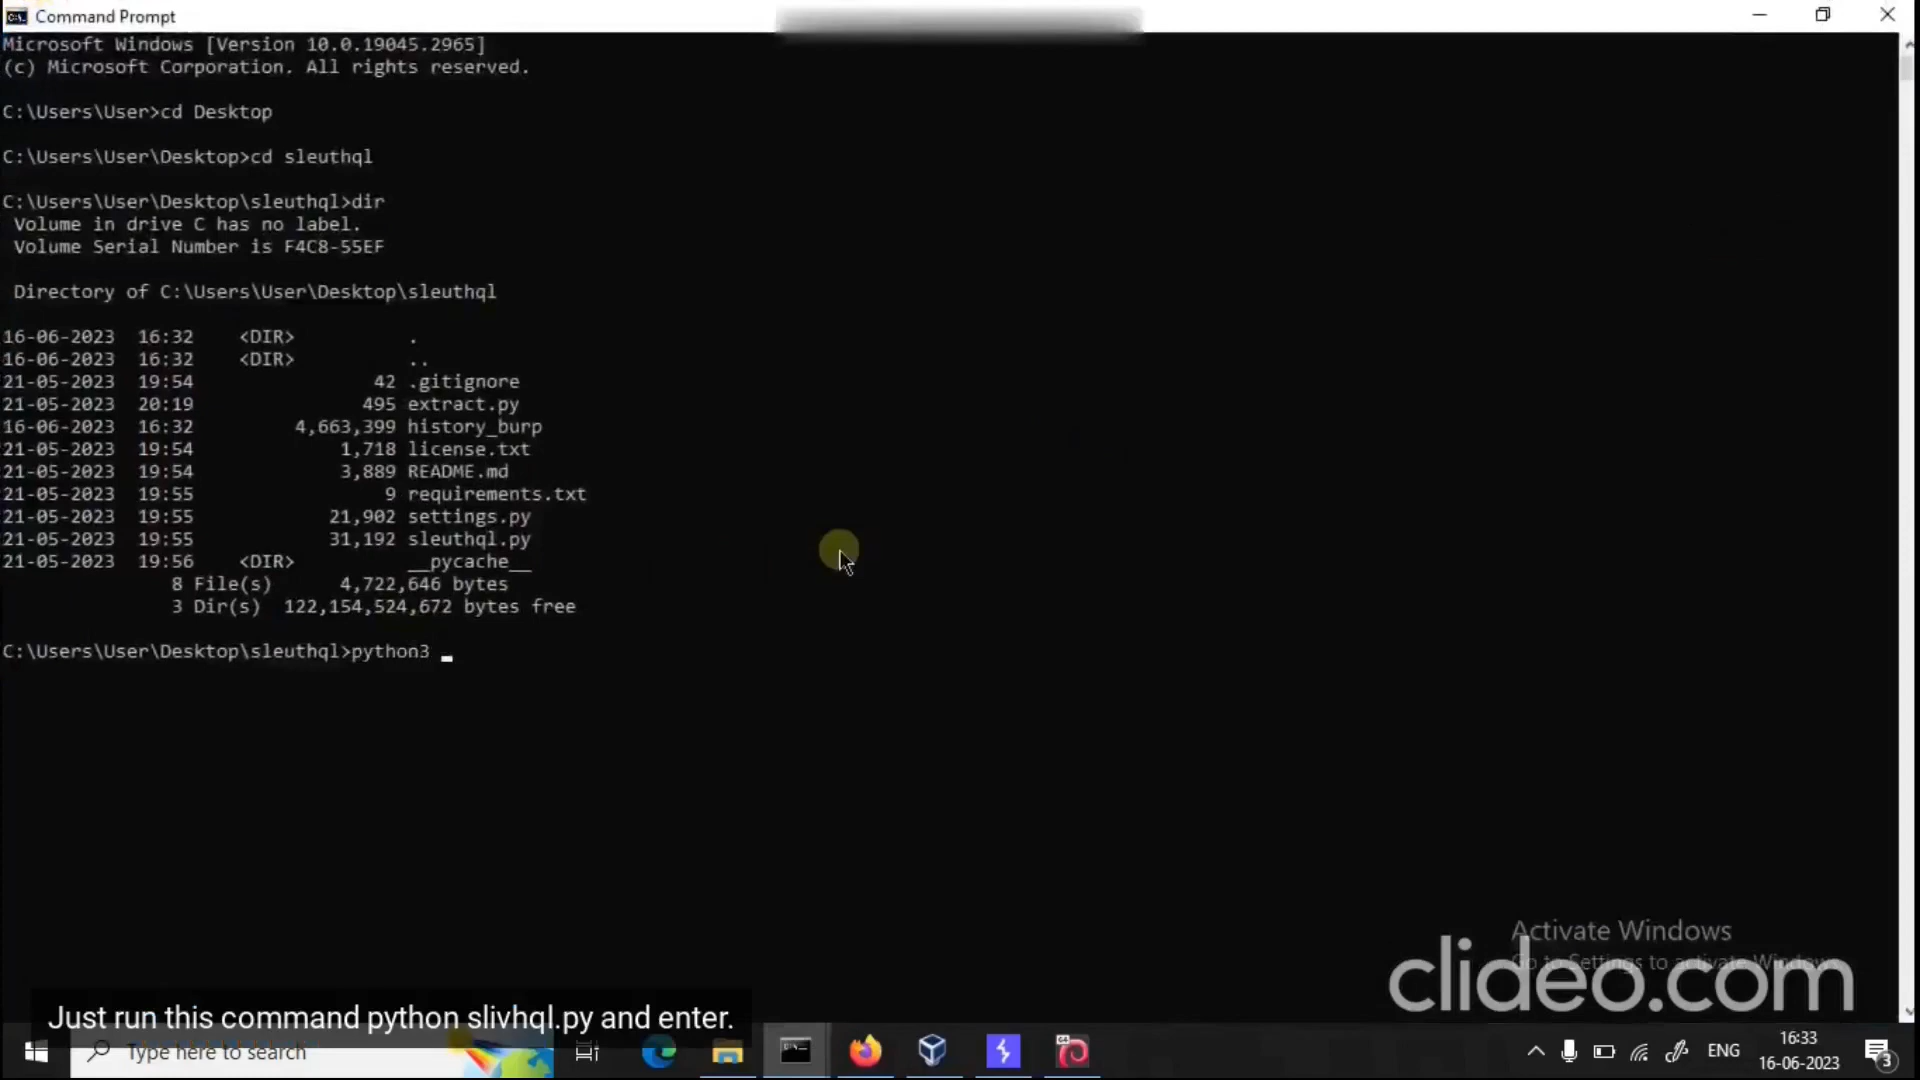 Command Prompt
Microsoft Windows [Version 10.0.19045.2965]
(c) Microsoft Corporation. All rights reserved.
C:\Users\User>cd Desktop
C:\Users\User\Desktop>cd sleuthql
C:\Users\User\Desktop\sleuthql>dir
Volume in drive C has no label.
Volume Serial Number is F4C8-55EF
Directory of C:\Users\User\Desktop\sleuthql
16-06-2023 16:32 <DIR> .
16-06-2023 16:32 <DIR> ..
21-05-2023 19:54 42 .gitignore
21-05-2023 20:19 495 extract.py
16-06-2023 16:32 4,663,399 history_burp
21-05-2023 19:54 1,718 license.txt
21-05-2023 19:54 3,889 README.md
21-05-2023 19:55 9 requirements.txt
21-05-2023 19:55 21,902 settings.py
21-05-2023 19:55 31,192 sleuthql.py
21-05-2023 19:56 <DIR> __pycache__
8 File(s) 4,722,646 bytes
3 Dir(s) 122,154,524,672 bytes free
C:\Users\User\Desktop\sleuthql>python3 _
Activate Windows
Go to Settings to activate Windows.
clideo.com
Just run this command python slivhql.py and enter.
Type here to search
ENG
16:33
16-06-2023
3